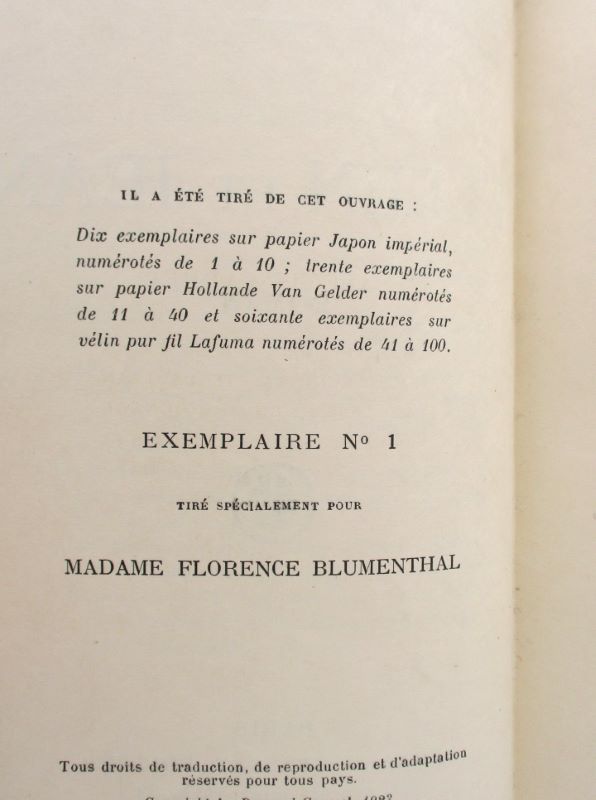 IL A ÉTÉ TIRÉ DE CET OUVRAGE :
Dix exemplaires sur papier Japon impérial,
numérotés de 1 à 10 ; trente exemplaires
sur papier Hollande Van Gelder numérotés
de 11 à 40 et soixante exemplaires sur
vélin pur fil Lafuma numérotés de 41 à 100.
EXEMPLAIRE Nº 1
TIRÉ SPÉCIALEMENT POUR
MADAME FLORENCE BLUMENTHAL
Tous droits de traduction, de reproduction et d'adaptation
réservés pour tous pays.